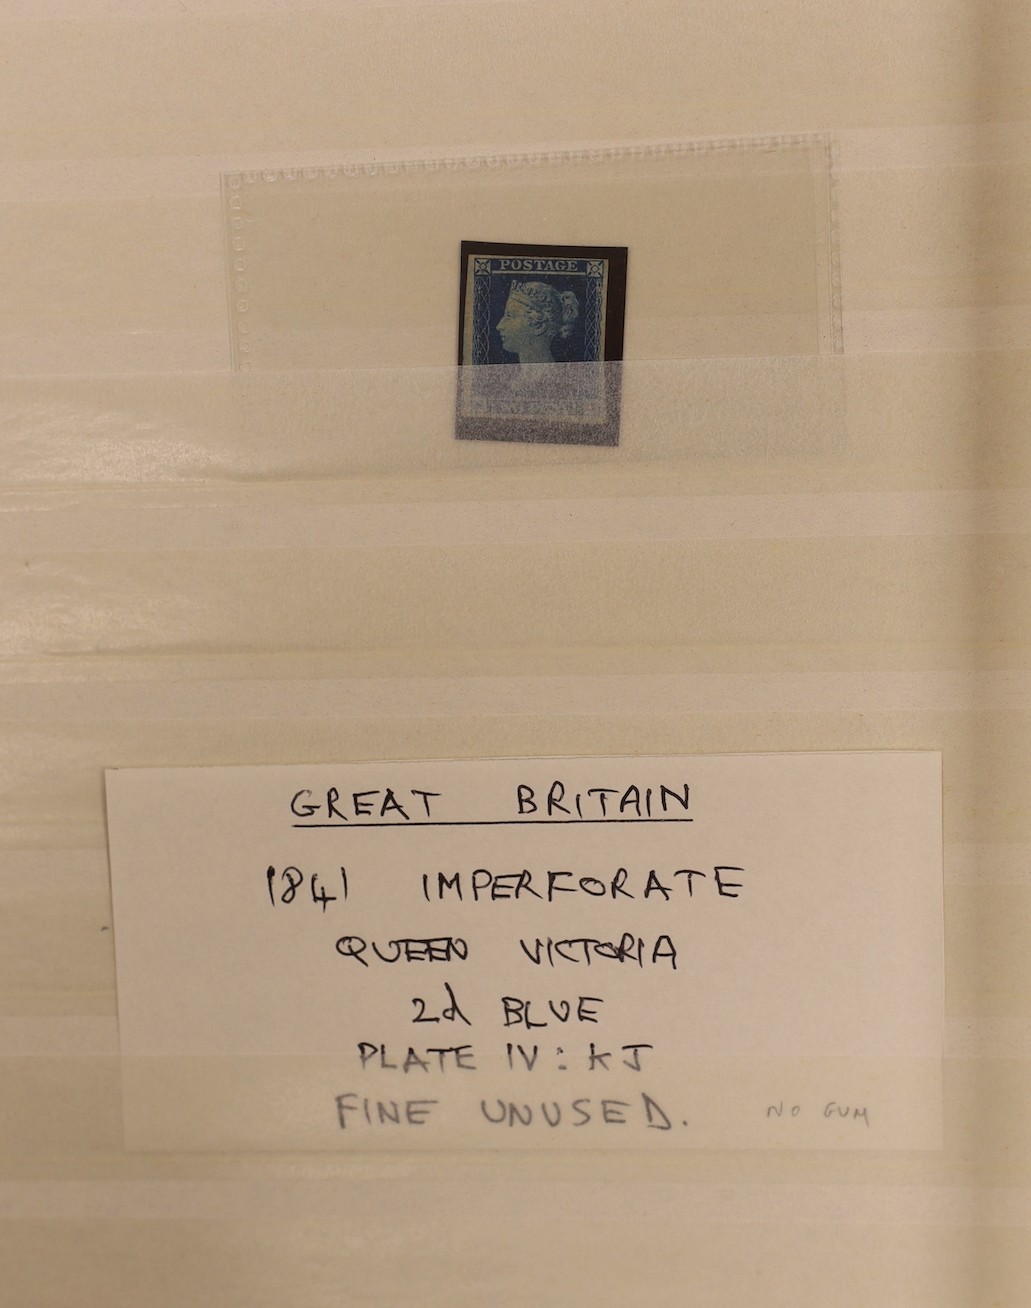 POSTAGE
GREAT BRITAIN
1841 IMPERFORATE
QUEEN VICTORIA
2d BLUE
PLATE IV: KJ
FINE UNUSED.
NO GUM